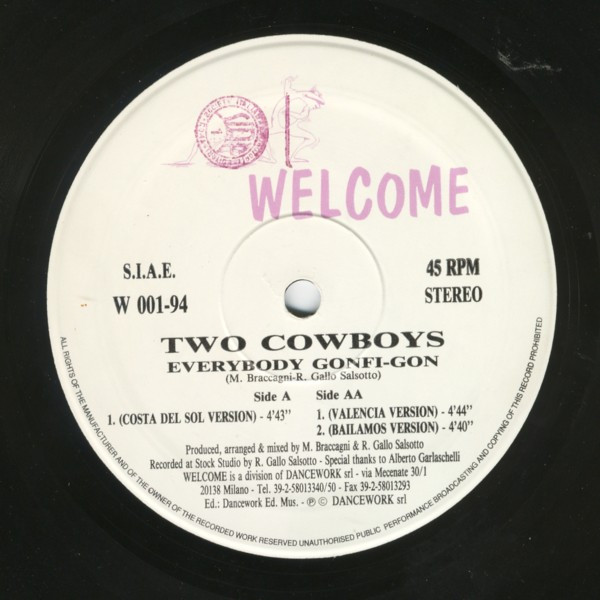 WELCOME
S.I.A.E.
45 RPM
W 001-94
STEREO
TWO COWBOYS
EVERYBODY GONFI-GON
(M. Braccagni-R. Gallo Salsotto)
Side A
Side AA
1. (COSTA DEL SOL VERSION) - 4'43''
1. (VALENCIA VERSION) - 4'44''
2. (BAILAMOS VERSION) - 4'40''
Produced, arranged & mixed by M. Braccagni & R. Gallo Salsotto
Recorded at Stock Studio by R. Gallo Salsotto - Special thanks to Alberto Garlaschelli
WELCOME is a division of DANCEWORK srl - via Mecenate 30/1
20138 Milano - Tel. 39-2-58013340/50 - Fax 39-2-58013293
Ed.: Dancework Ed. Mus. - ℗ © DANCEWORK srl
ALL RIGHTS OF THE MANUFACTURER AND OF THE OWNER OF THE RECORDED WORK RESERVED UNAUTHORISED PUBLIC PERFORMANCE BROADCASTING AND COPYING OF THIS RECORD PROHIBITED